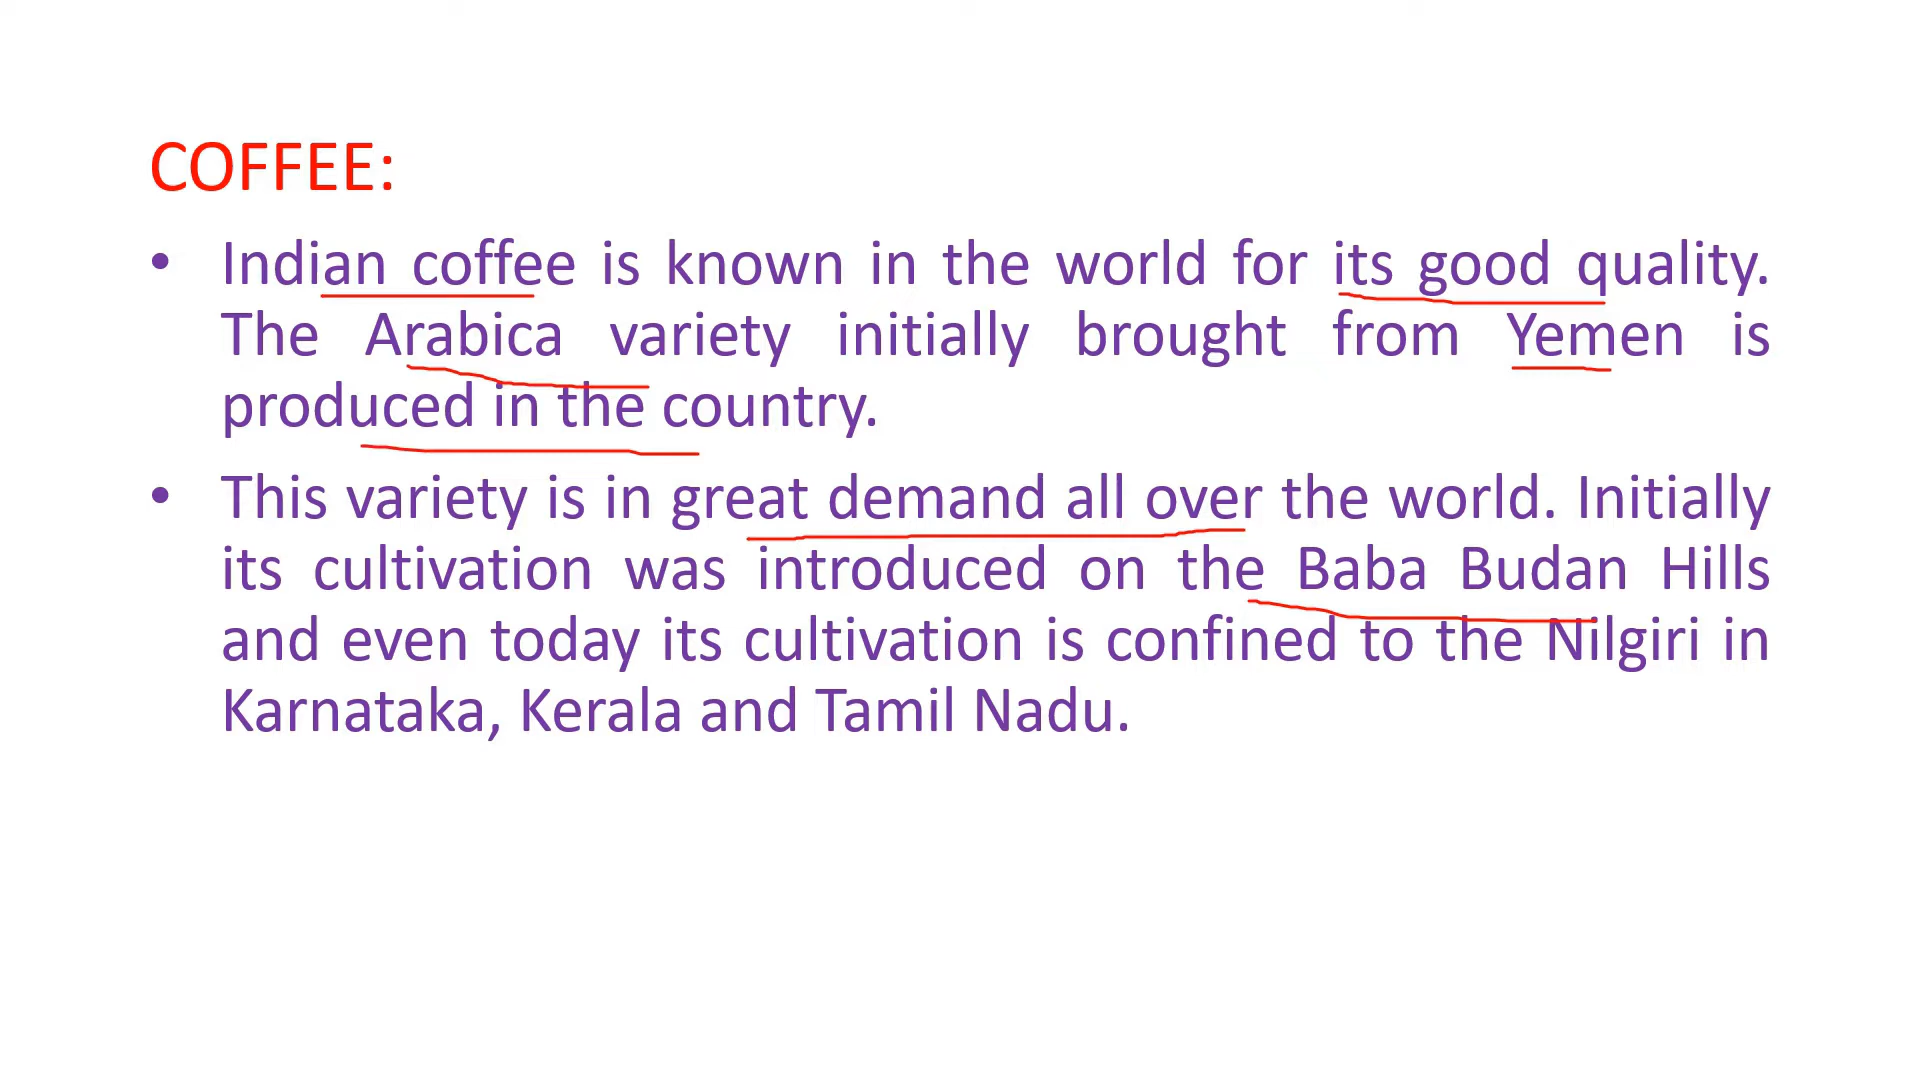 COFFEE:
• Indian coffee is known in the world for its good quality.
The Arabica variety initially brought from Yemen is
produced in the country.
• This variety is in great demand all over the world. Initially
its cultivation was introduced on the Baba Budan Hills
and even today its cultivation is confined to the Nilgiri in
Karnataka, Kerala and Tamil Nadu.